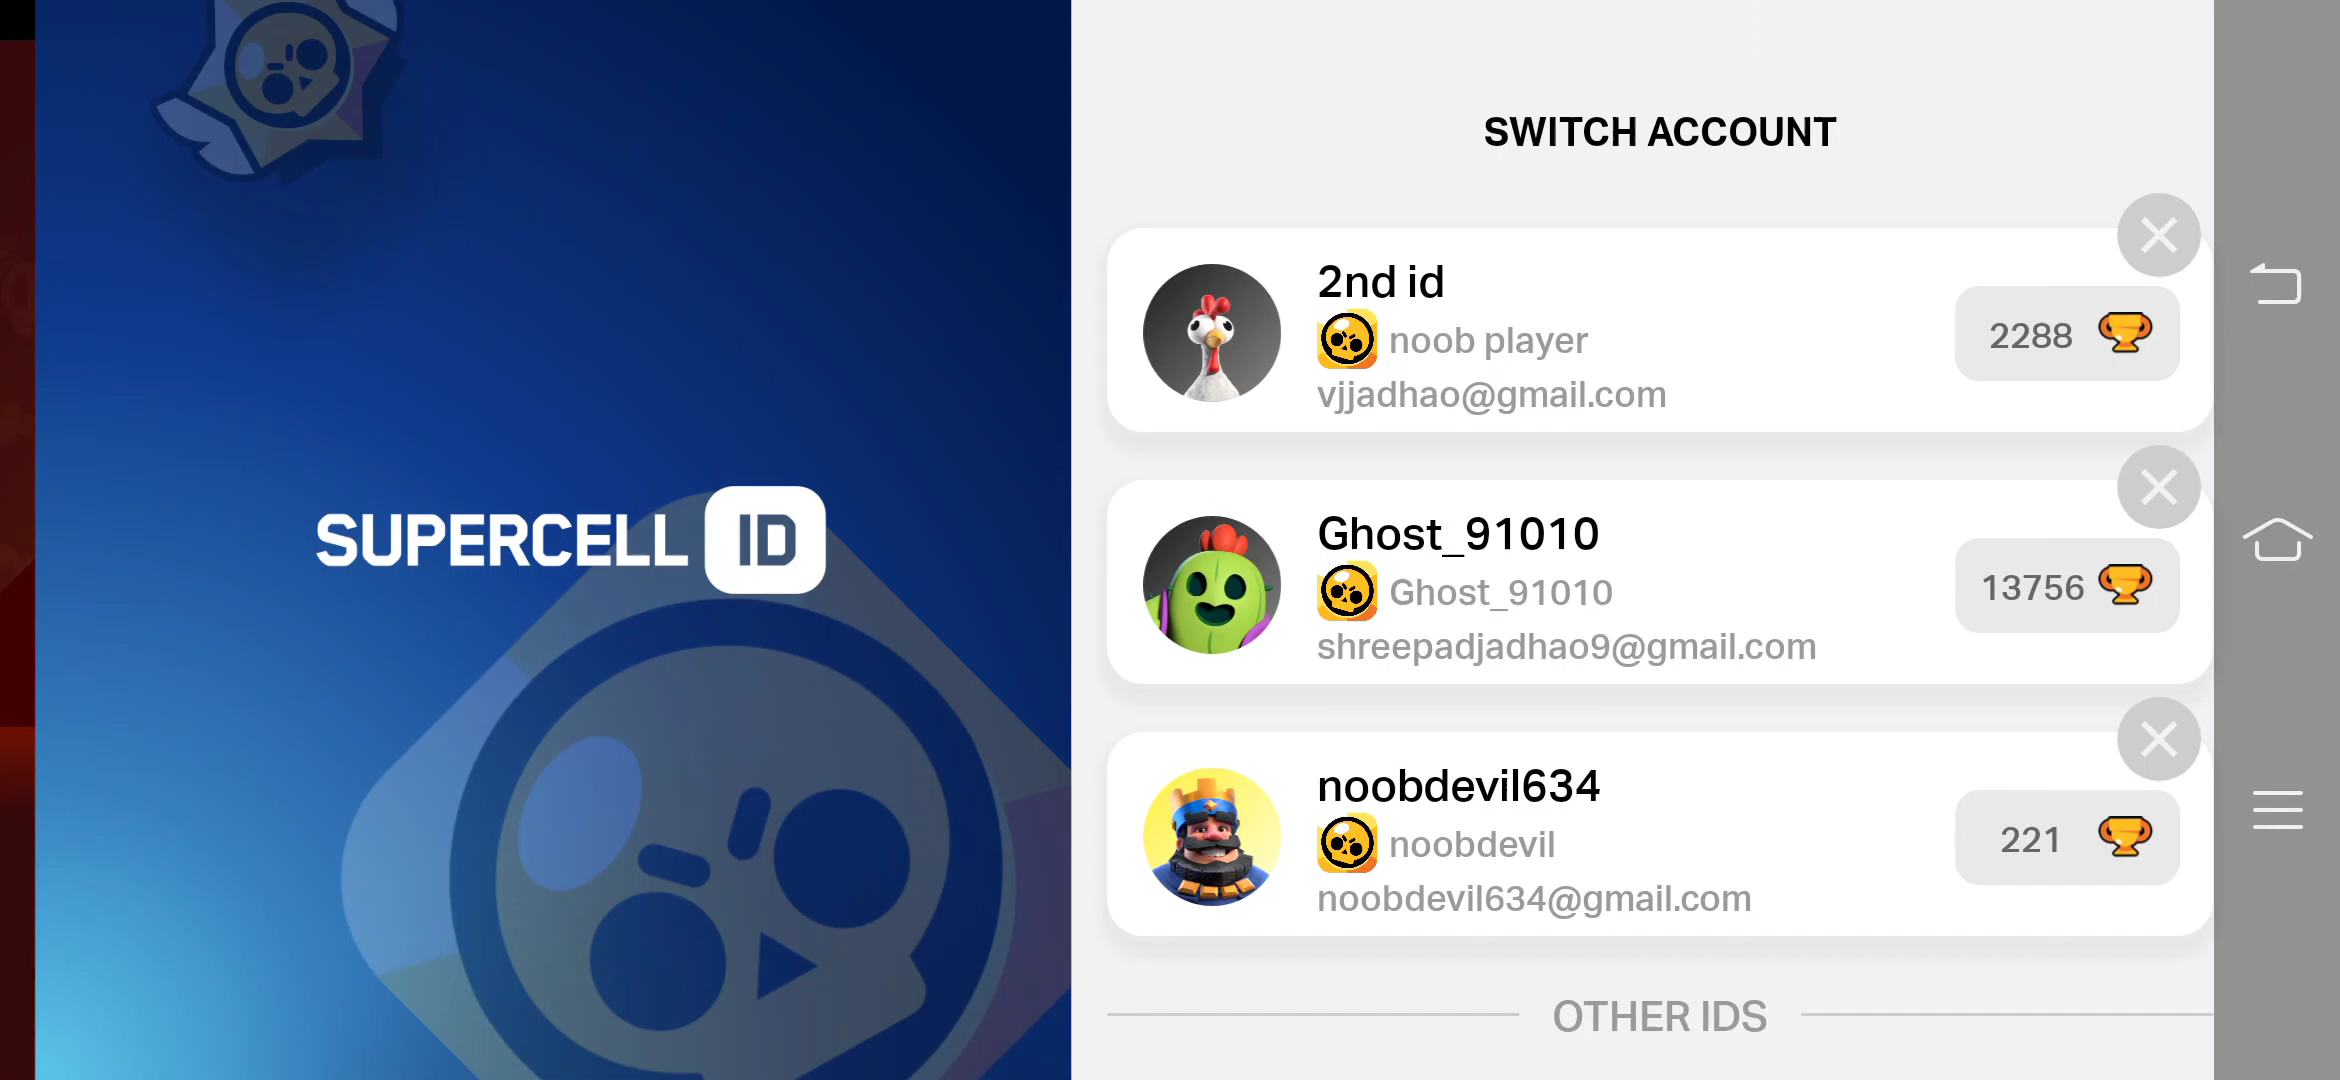 SUPERCELL ID
SWITCH ACCOUNT
2nd id
noob player
vjjadhao@gmail.com
2288
Ghost_91010
Ghost_91010
shreepadjadhao9@gmail.com
13756
noobdevil634
noobdevil
noobdevil634@gmail.com
221
OTHER IDS